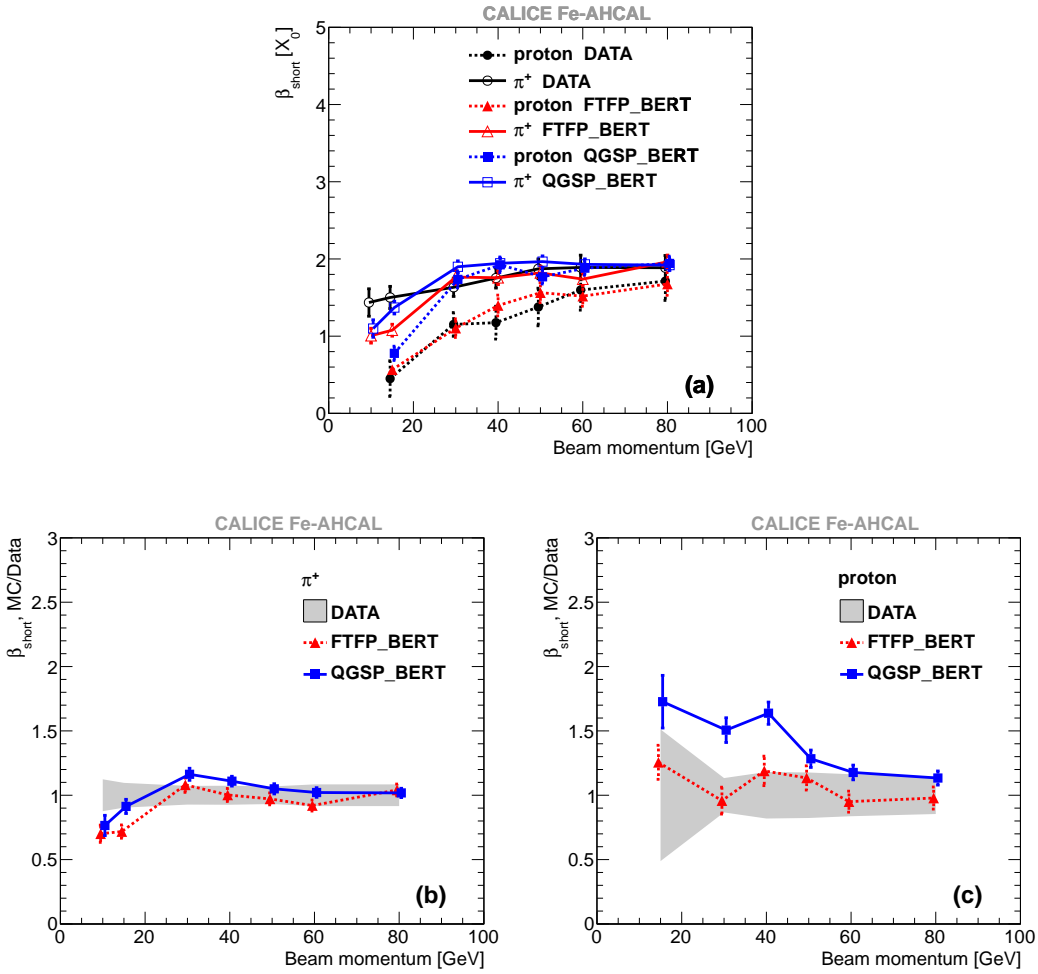 CALICE Fe-AHCAL
β_short [X_0]
5
4
3
2
1
0
proton DATA
π⁺ DATA
proton FTFP_BERT
π⁺ FTFP_BERT
proton QGSP_BERT
π⁺ QGSP_BERT
(a)
20 40 60 80 100
Beam momentum [GeV]
CALICE Fe-AHCAL
β_short, MC/Data
3
2.5
2
1.5
1
0.5
0
π⁺
DATA
FTFP_BERT
QGSP_BERT
(b)
0 20 40 60 80 100
Beam momentum [GeV]
CALICE Fe-AHCAL
β_short, MC/Data
3
2.5
2
1.5
1
0.5
0
proton
DATA
FTFP_BERT
QGSP_BERT
(c)
0 20 40 60 80 100
Beam momentum [GeV]